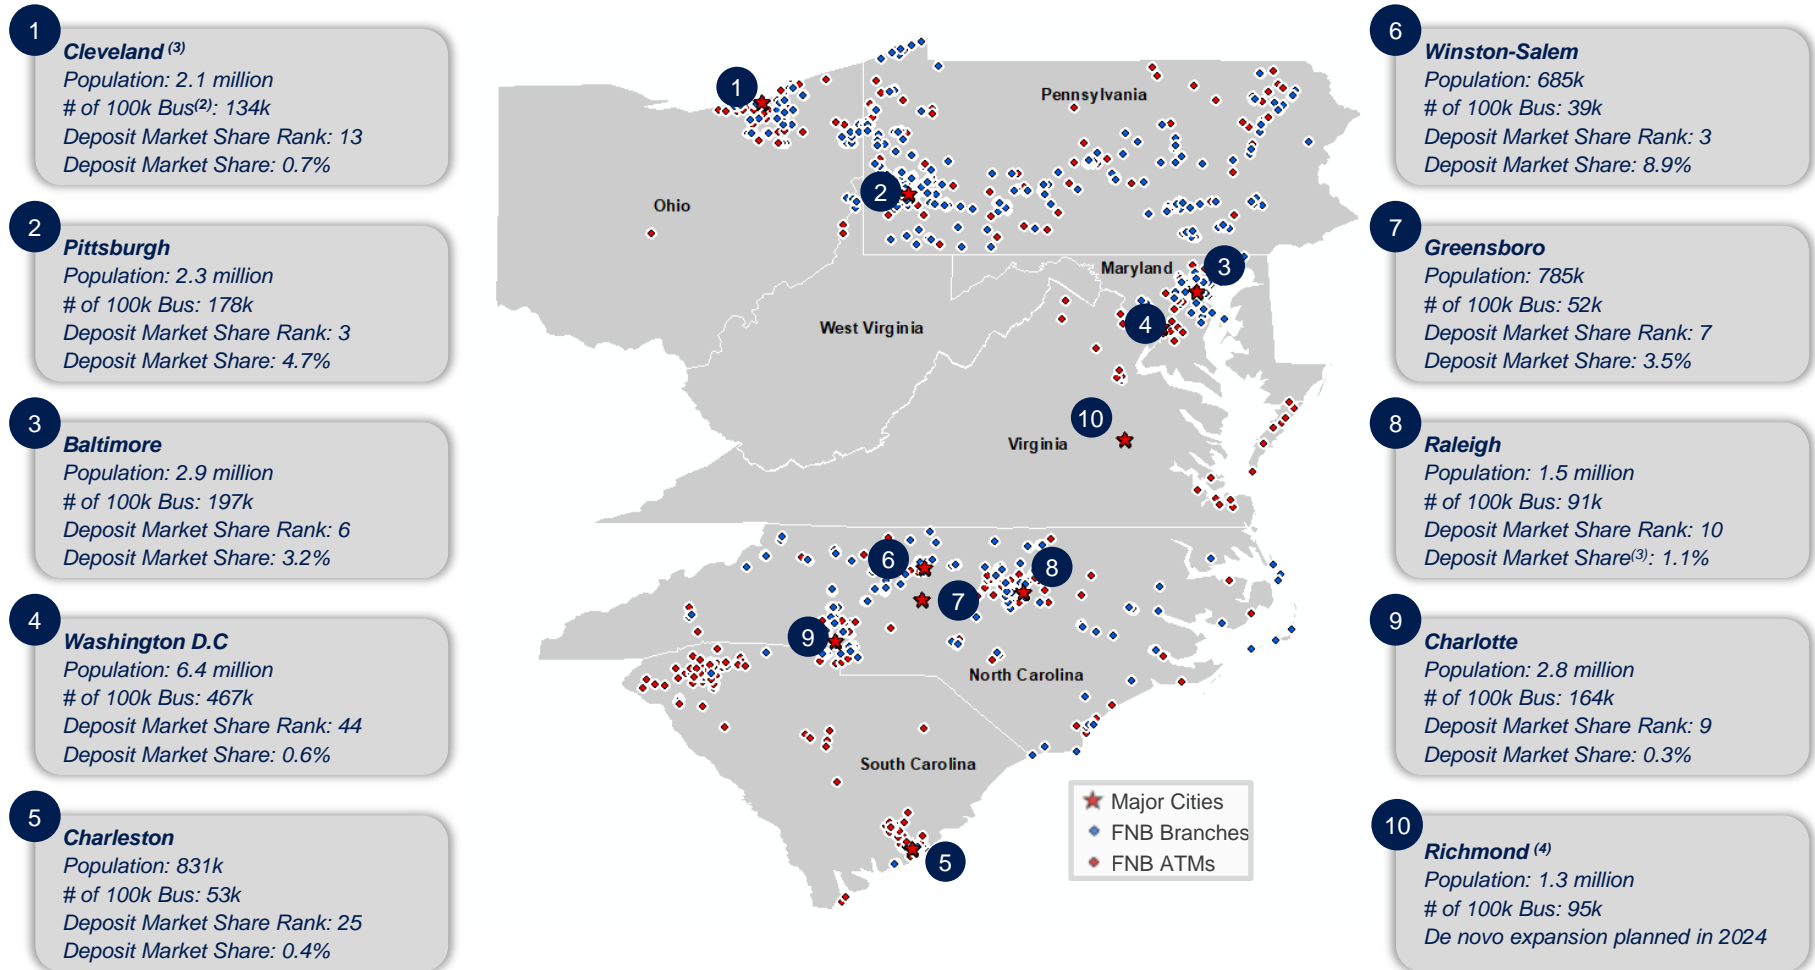 1
Cleveland (3)
Population: 2.1 million
# of 100k Bus(2): 134k
Deposit Market Share Rank: 13
Deposit Market Share: 0.7%
2
Pittsburgh
Population: 2.3 million
# of 100k Bus: 178k
Deposit Market Share Rank: 3
Deposit Market Share: 4.7%
3
Baltimore
Population: 2.9 million
# of 100k Bus: 197k
Deposit Market Share Rank: 6
Deposit Market Share: 3.2%
4
Washington D.C
Population: 6.4 million
# of 100k Bus: 467k
Deposit Market Share Rank: 44
Deposit Market Share: 0.6%
5
Charleston
Population: 831k
# of 100k Bus: 53k
Deposit Market Share Rank: 25
Deposit Market Share: 0.4%
1
Pennsylvania
2
Ohio
Maryland
3
West Virginia
4
10
Virginia
6
8
7
9
North Carolina
South Carolina
5
Major Cities
FNB Branches
FNB ATMs
6
Winston-Salem
Population: 685k
# of 100k Bus: 39k
Deposit Market Share Rank: 3
Deposit Market Share: 8.9%
7
Greensboro
Population: 785k
# of 100k Bus: 52k
Deposit Market Share Rank: 7
Deposit Market Share: 3.5%
8
Raleigh
Population: 1.5 million
# of 100k Bus: 91k
Deposit Market Share Rank: 10
Deposit Market Share(3): 1.1%
9
Charlotte
Population: 2.8 million
# of 100k Bus: 164k
Deposit Market Share Rank: 9
Deposit Market Share: 0.3%
10
Richmond (4)
Population: 1.3 million
# of 100k Bus: 95k
De novo expansion planned in 2024